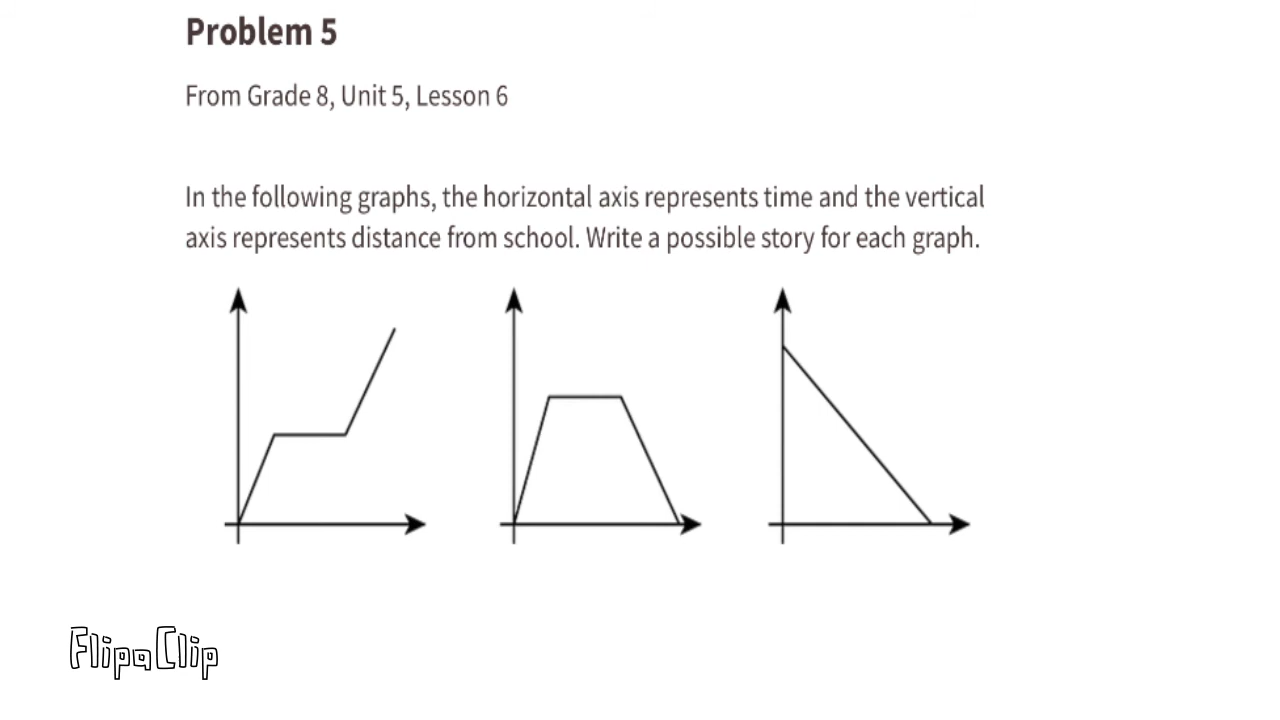 Problem 5
From Grade 8, Unit 5, Lesson 6
In the following graphs, the horizontal axis represents time and the vertical
axis represents distance from school. Write a possible story for each graph.
FlipaClip